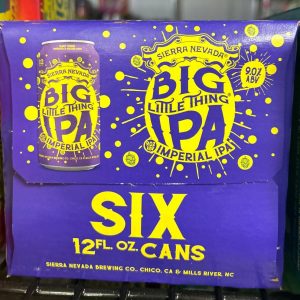 SIERRA NEVADA
BIG
LITTLE THING
IPA
IMPERIAL IPA
SIERRA NEVADA
BIG
LITTLE THING
IPA
IMPERIAL IPA
9.0%
ABV
SIX
12 FL. OZ. CANS
SIERRA NEVADA BREWING CO., CHICO, CA & MILLS RIVER, NC